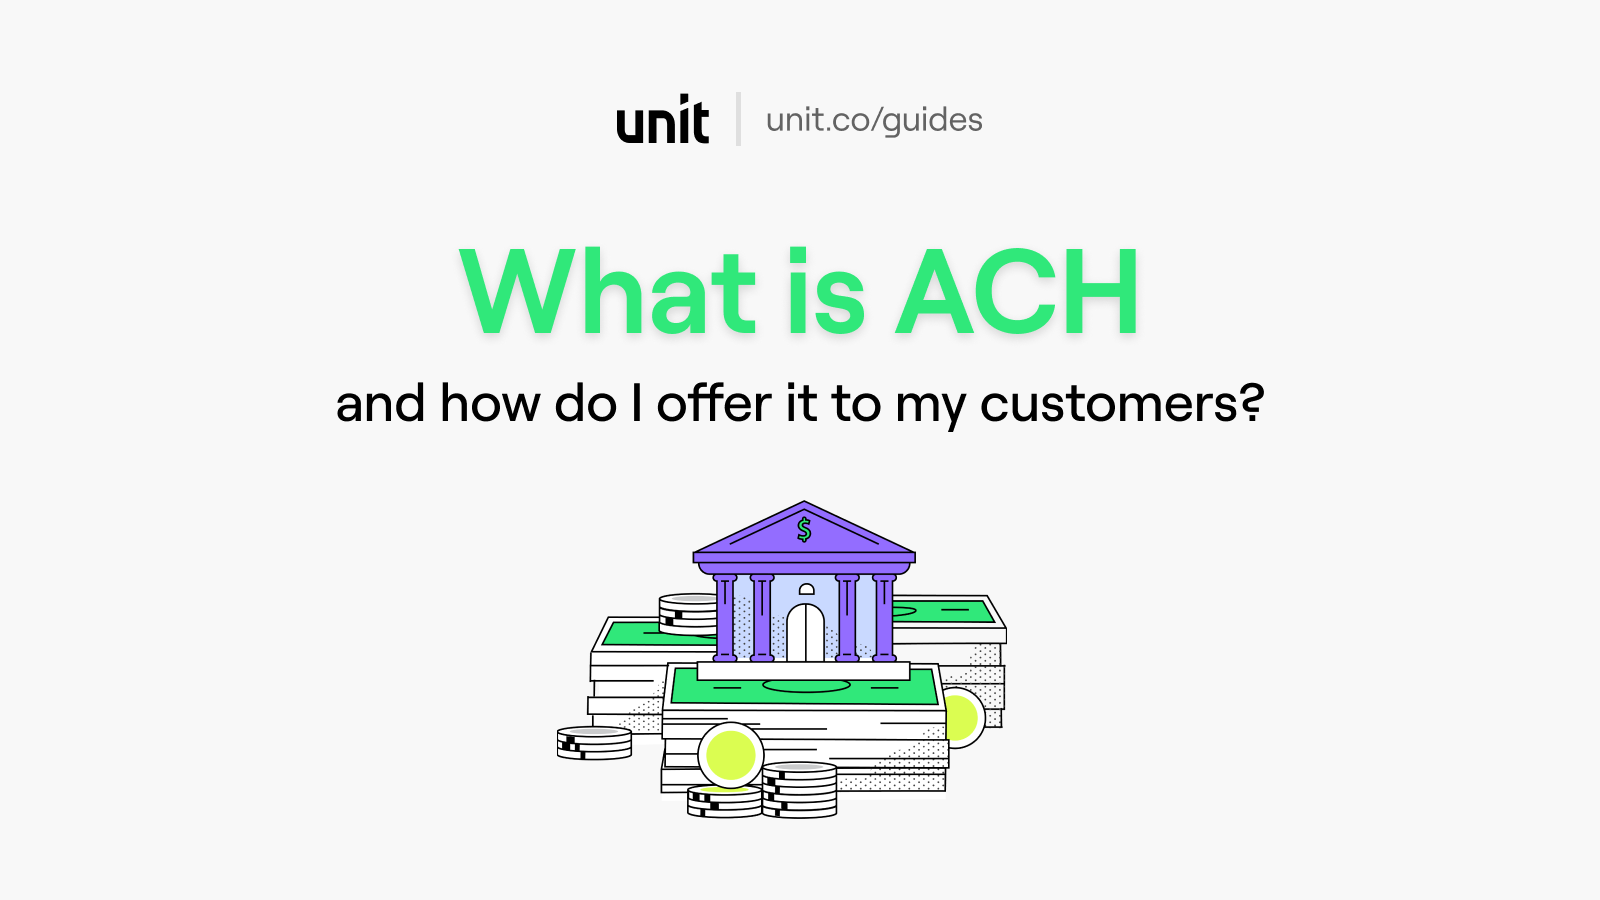 unit | unit.co/guides
What is ACH
and how do I offer it to my customers?
$